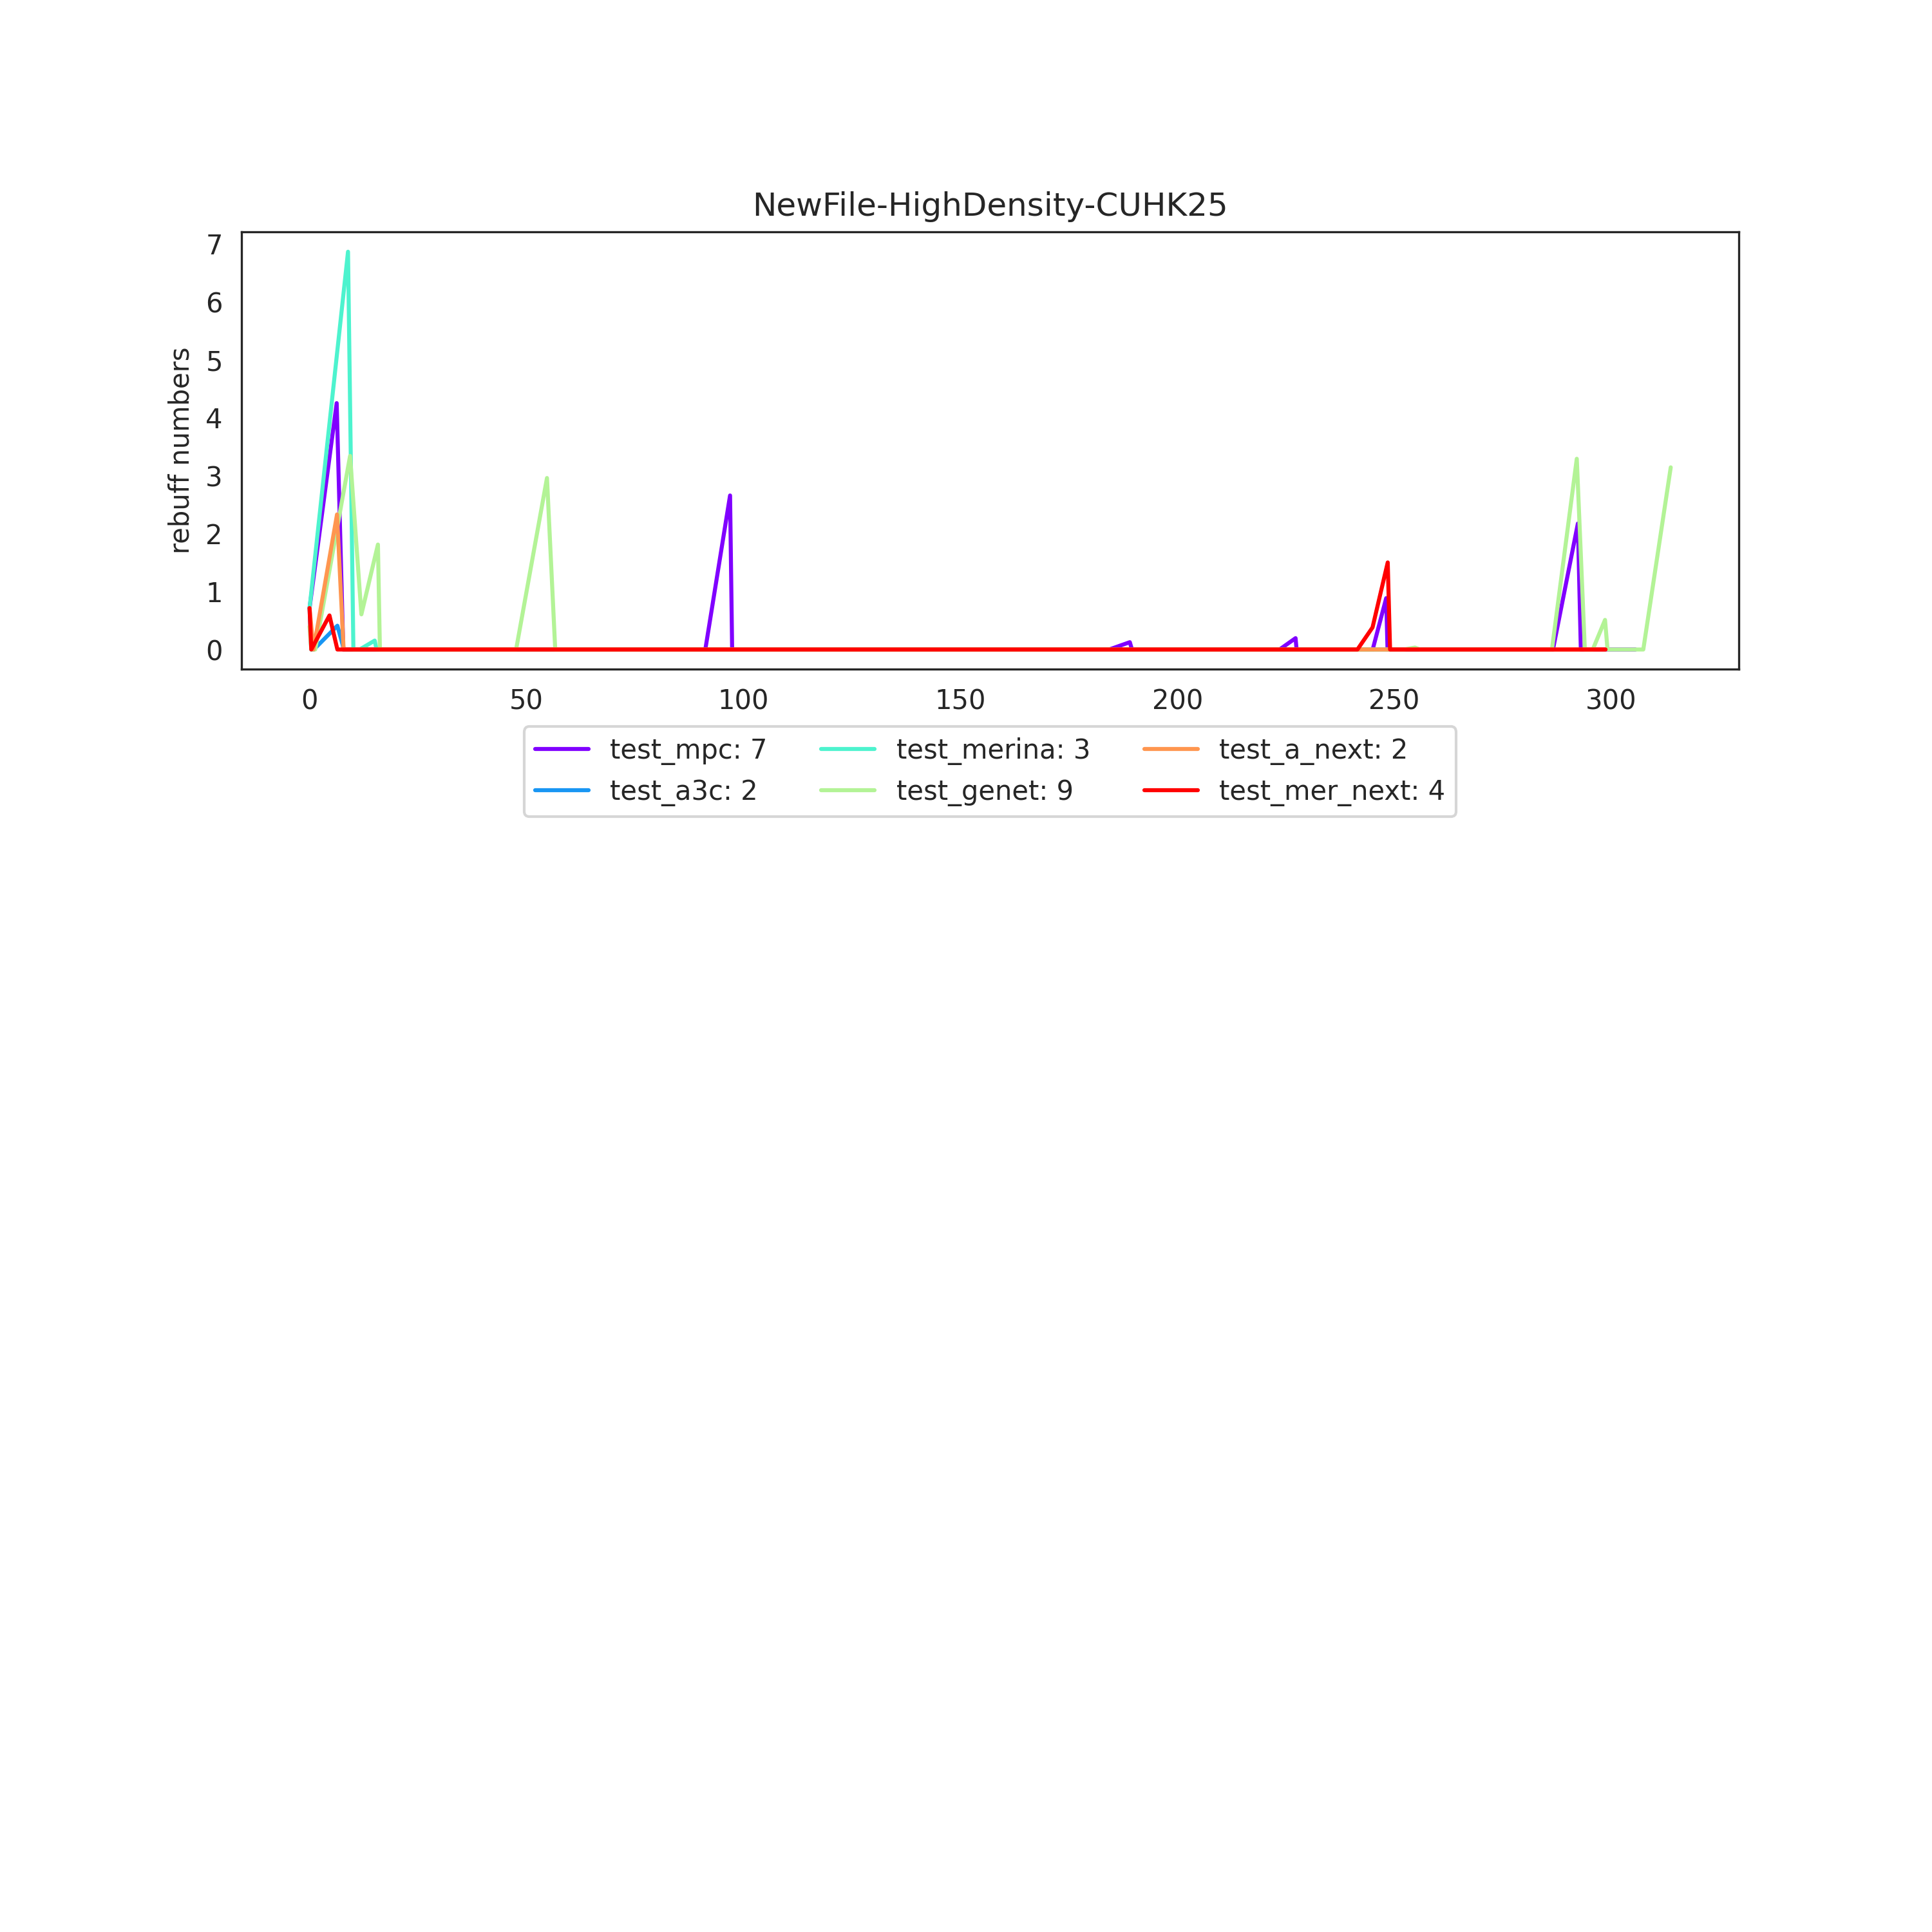 NewFile-HighDensity-CUHK25
7
6
5
4
3
2
1
0
rebuff numbers
0 50 100 150 200 250 300
test_mpc: 7 test_merina: 3 test_a_next: 2
test_a3c: 2 test_genet: 9 test_mer_next: 4